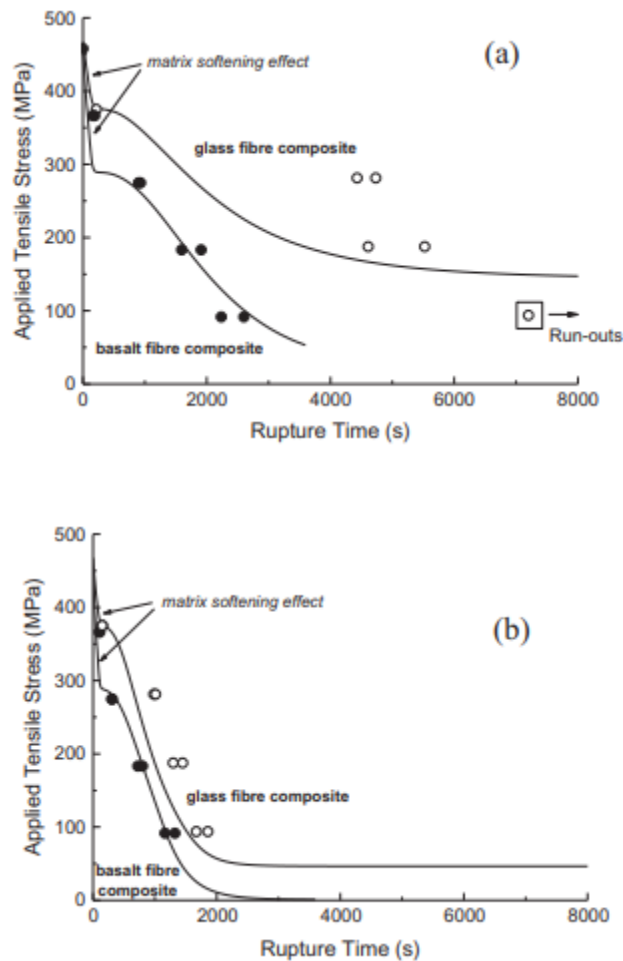 500
(a)
matrix softening effect
400
glass fibre composite
300
200
100
Run-outs
basalt fibre composite
0
0 2000 4000 6000 8000
Rupture Time (s)
Applied Tensile Stress (MPa)
500
matrix softening effect
400
(b)
300
200
glass fibre composite
100
basalt fibre
composite
0
0 2000 4000 6000 8000
Rupture Time (s)
Applied Tensile Stress (MPa)